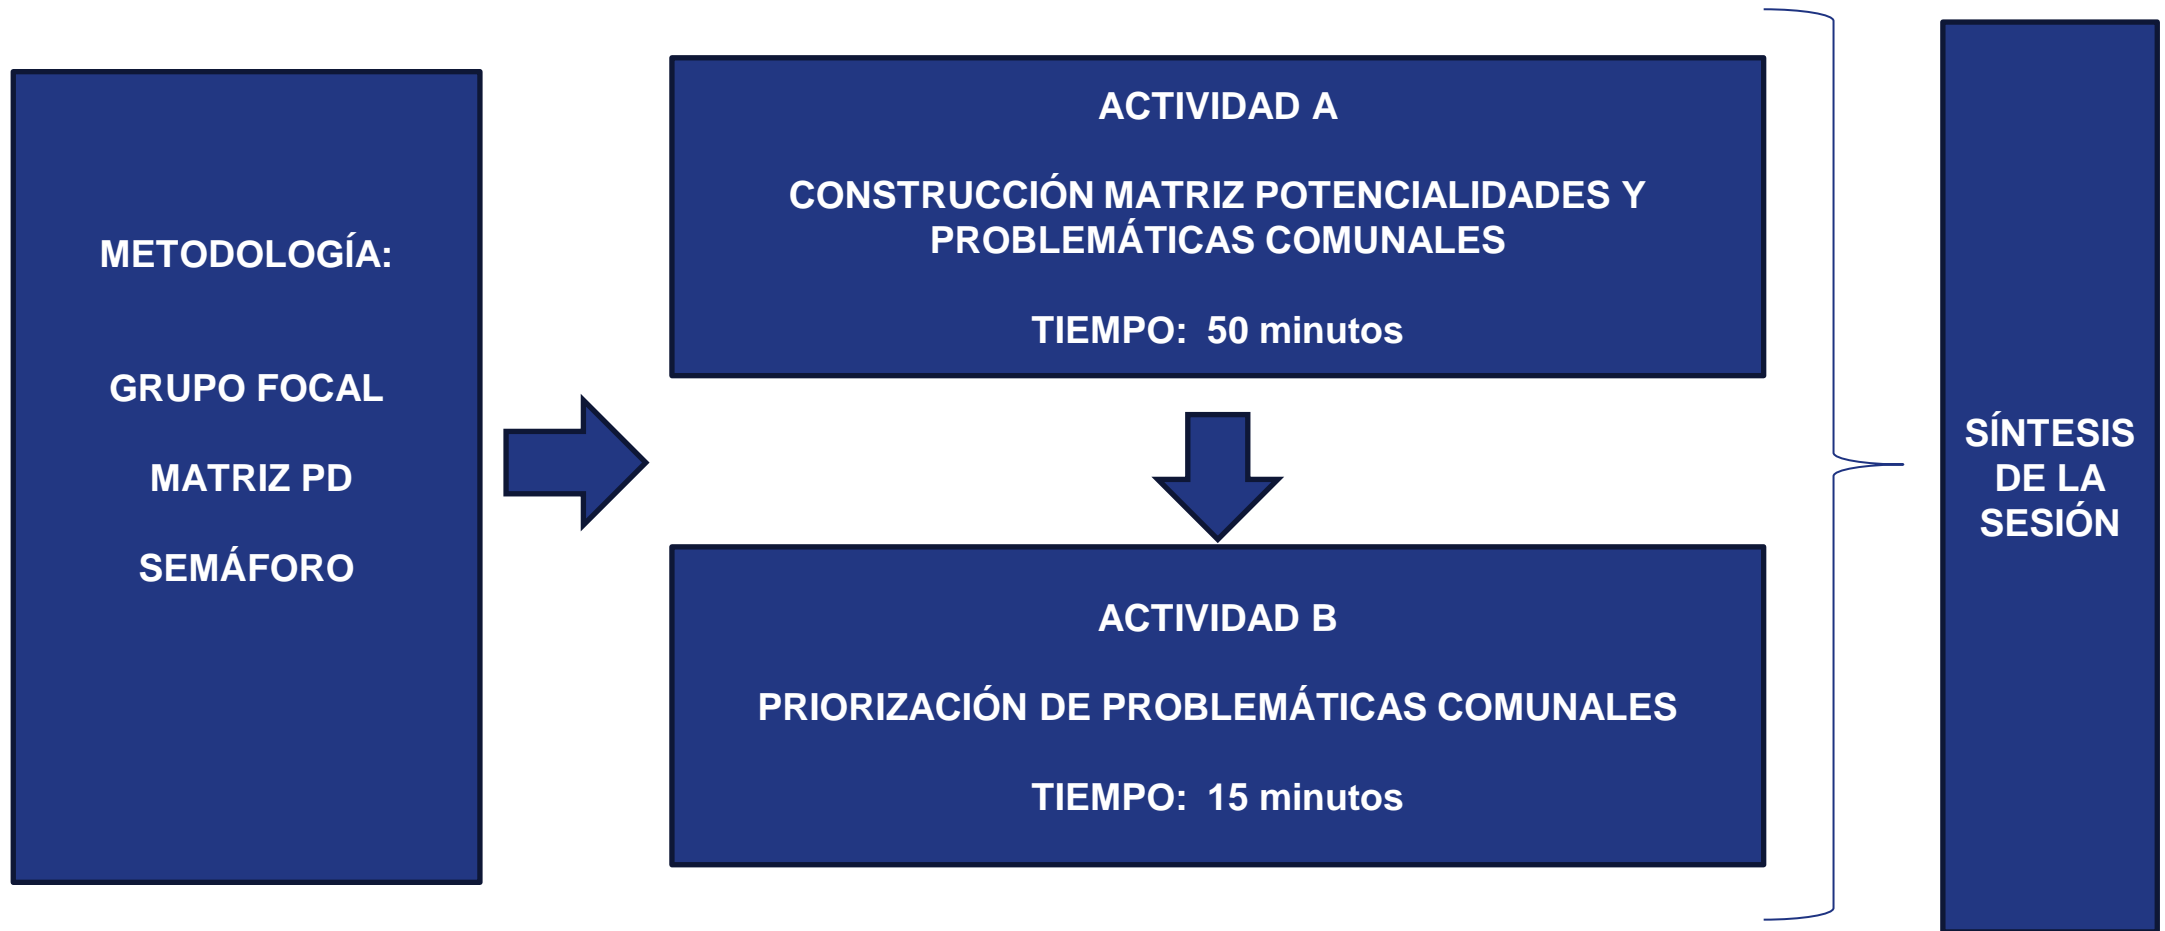 METODOLOGÍA:
GRUPO FOCAL
MATRIZ PD
SEMÁFORO
ACTIVIDAD A
CONSTRUCCIÓN MATRIZ POTENCIALIDADES Y
PROBLEMÁTICAS COMUNALES
TIEMPO: 50 minutos
ACTIVIDAD B
PRIORIZACIÓN DE PROBLEMÁTICAS COMUNALES
TIEMPO: 15 minutos
SÍNTESIS
DE LA
SESIÓN